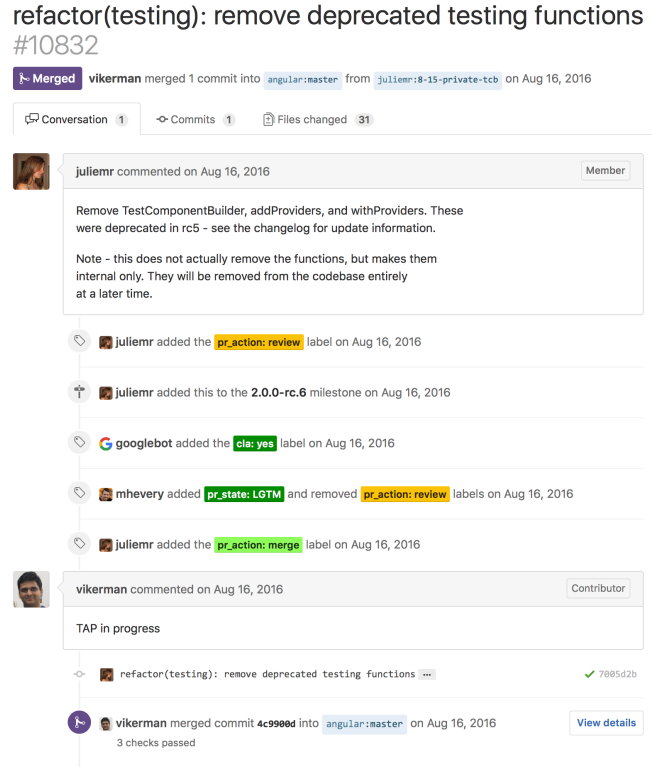 refactor(testing): remove deprecated testing functions
#10832
Merged vikerman merged 1 commit into angular:master from juliemr:8-15-private-tcb on Aug 16, 2016
Conversation 1 Commits 1 Files changed 31
juliemr commented on Aug 16, 2016 Member
Remove TestComponentBuilder, addProviders, and withProviders. These
were deprecated in rc5 - see the changelog for update information.
Note - this does not actually remove the functions, but makes them
internal only. They will be removed from the codebase entirely
at a later time.
juliemr added the pr_action: review label on Aug 16, 2016
juliemr added this to the 2.0.0-rc.6 milestone on Aug 16, 2016
googlebot added the cla: yes label on Aug 16, 2016
mhevery added pr_state: LGTM and removed pr_action: review labels on Aug 16, 2016
juliemr added the pr_action: merge label on Aug 16, 2016
vikerman commented on Aug 16, 2016 Contributor
TAP in progress
refactor(testing): remove deprecated testing functions … 7005d2b
vikerman merged commit 4c9900d into angular:master on Aug 16, 2016 View details
3 checks passed